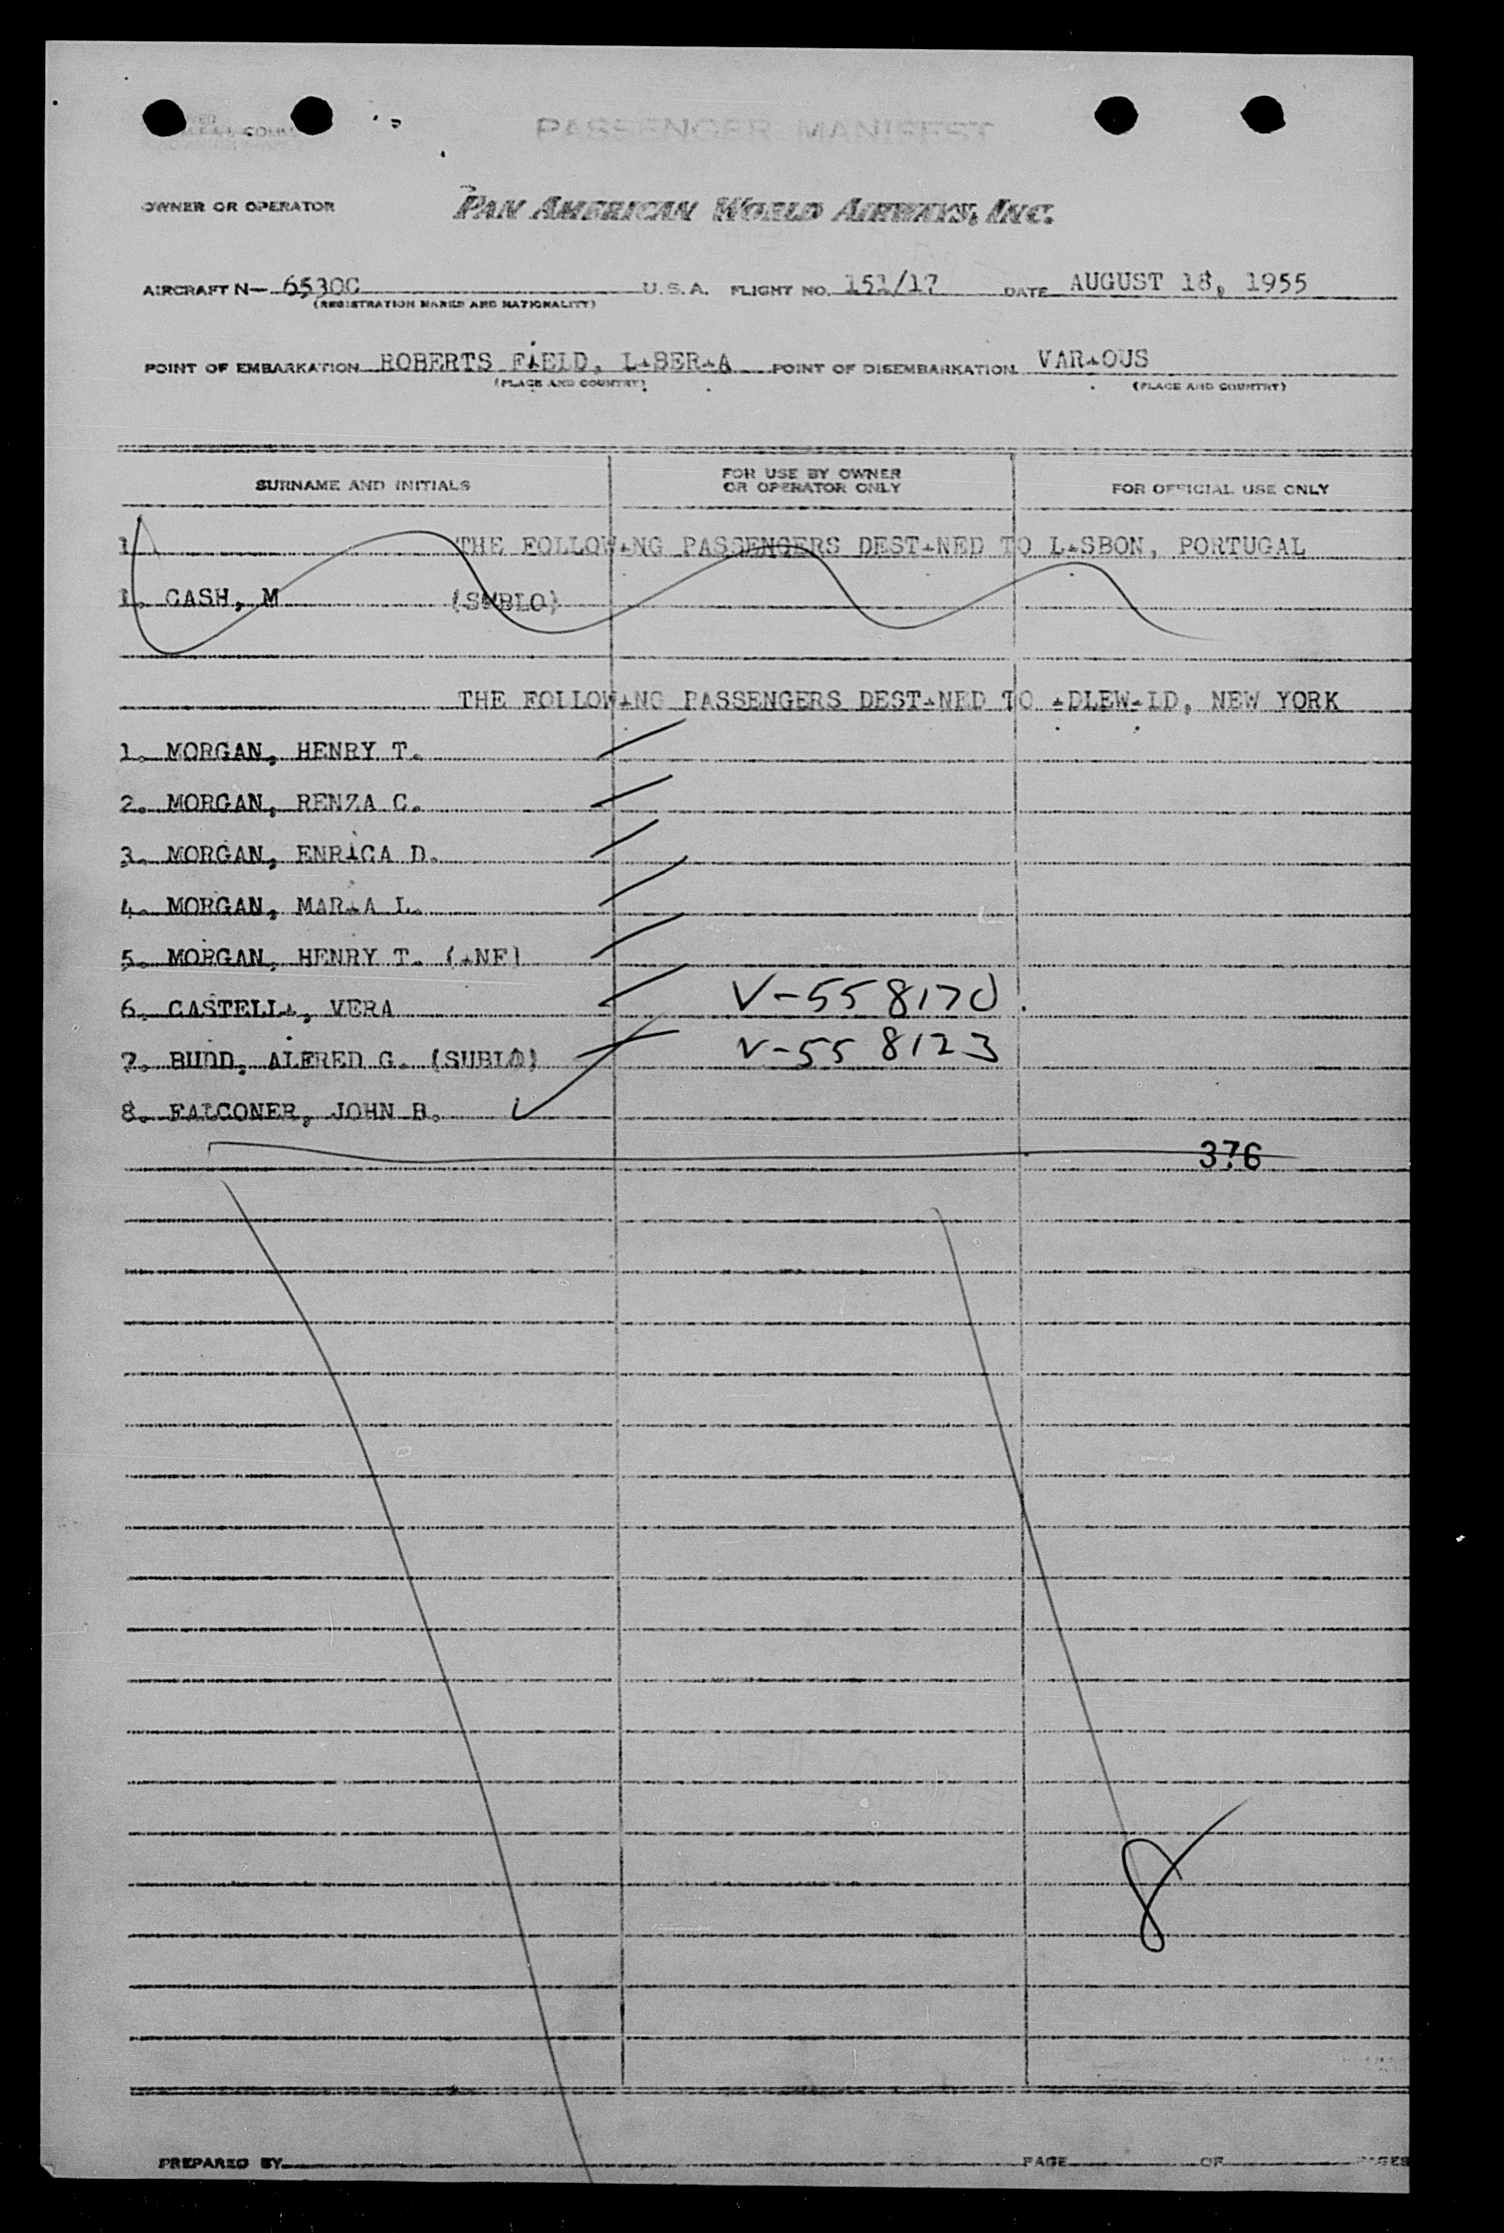 PASSENGER MANIFEST
OWNER OR OPERATOR PAN AMERICAN WORLD AIRWAYS, INC.
AIRCRAFT N— 6530C U.S.A. FLIGHT NO. 151/17 DATE AUGUST 18, 1955
(REGISTRATION MARKS AND NATIONALITY)
POINT OF EMBARKATION ROBERTS FIELD, LIBERIA POINT OF DISEMBARKATION VARIOUS
(PLACE AND COUNTRY) (PLACE AND COUNTRY)
SURNAME AND INITIALS FOR USE BY OWNER OR OPERATOR ONLY FOR OFFICIAL USE ONLY
1 THE FOLLOWING PASSENGERS DESTINED TO LISBON, PORTUGAL
1. CASH, M (SUBLO)
THE FOLLOWING PASSENGERS DESTINED TO IDLEWILD, NEW YORK
1. MORGAN, HENRY T.
2. MORGAN, RENZA C.
3. MORGAN, ENRICA D.
4. MORGAN, MARIA L.
5. MORGAN, HENRY T. (INF)
6. CASTELLI, VERA V-558170
7. BUDD, ALFRED G. (SUBLO) V-558123
8. FALCONER, JOHN B.
376
8
PREPARED BY PAGE OF PAGES